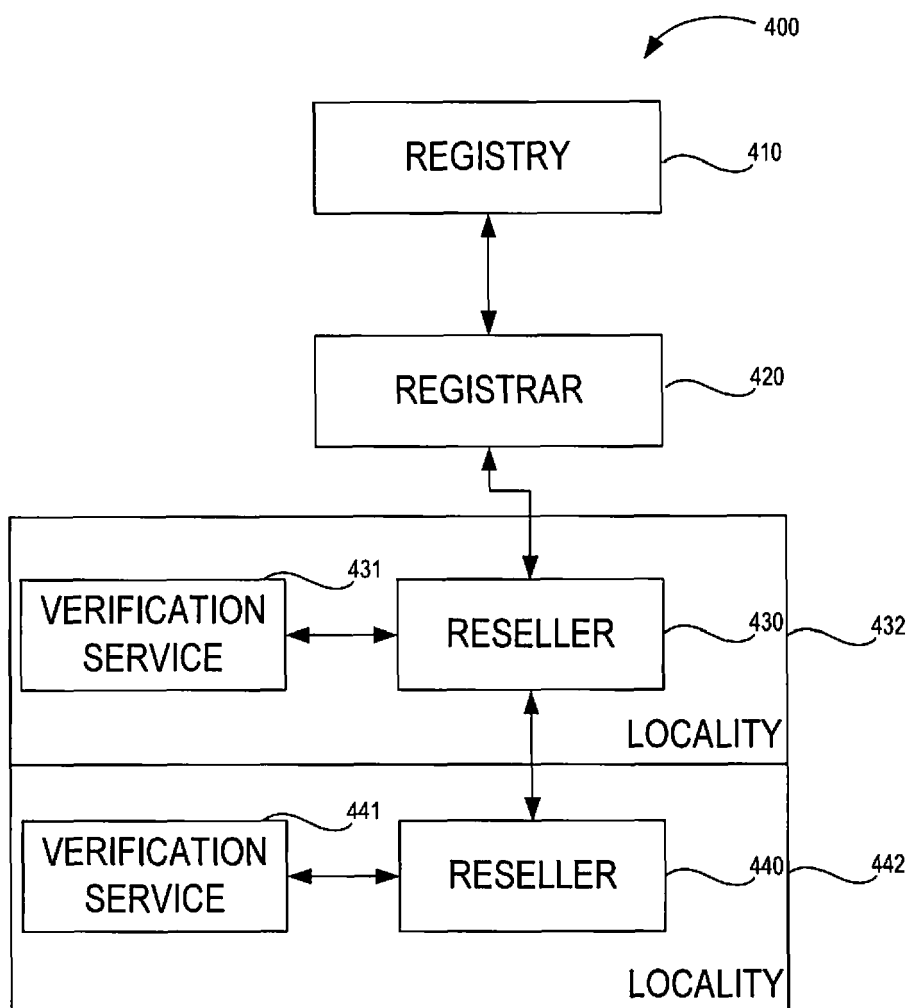 400
REGISTRY
410
REGISTRAR
420
VERIFICATION
SERVICE
431
RESELLER
430
432
LOCALITY
VERIFICATION
SERVICE
441
RESELLER
440
442
LOCALITY